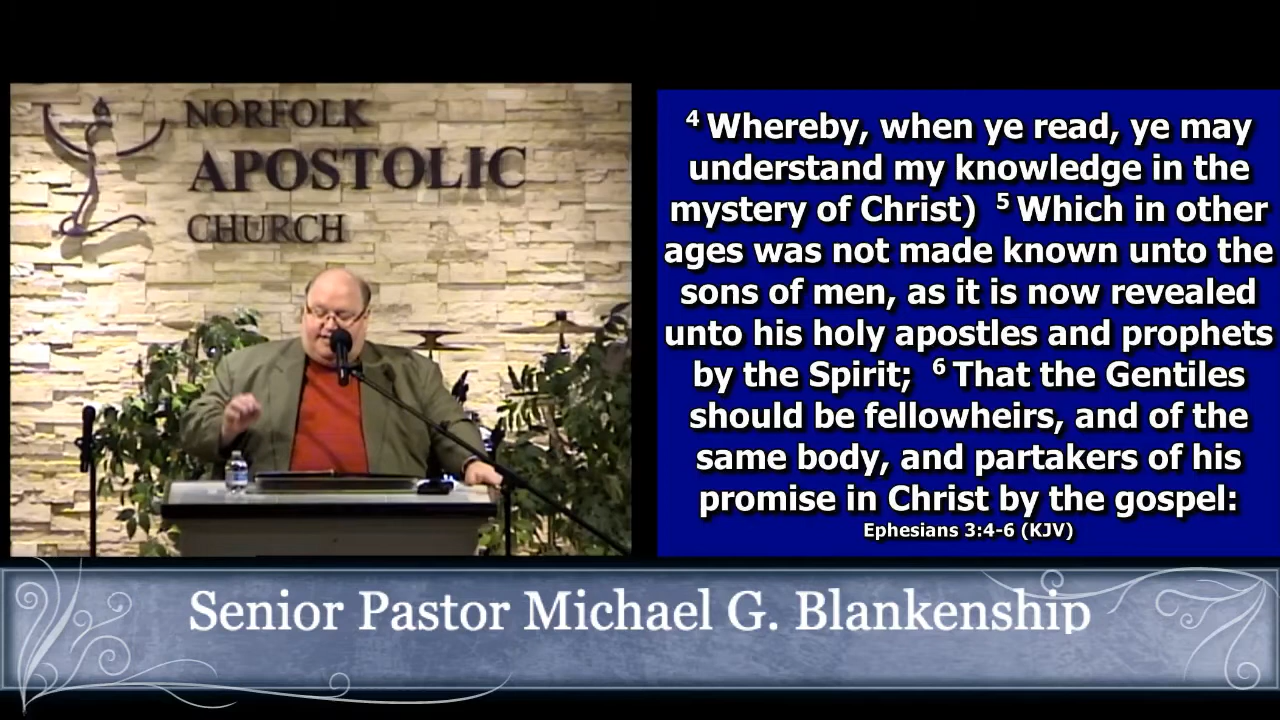 NORFOLK
APOSTOLIC
CHURCH
4 Whereby, when ye read, ye may
understand my knowledge in the
mystery of Christ) 5 Which in other
ages was not made known unto the
sons of men, as it is now revealed
unto his holy apostles and prophets
by the Spirit; 6 That the Gentiles
should be fellowheirs, and of the
same body, and partakers of his
promise in Christ by the gospel:
Ephesians 3:4-6 (KJV)
Senior Pastor Michael G. Blankenship